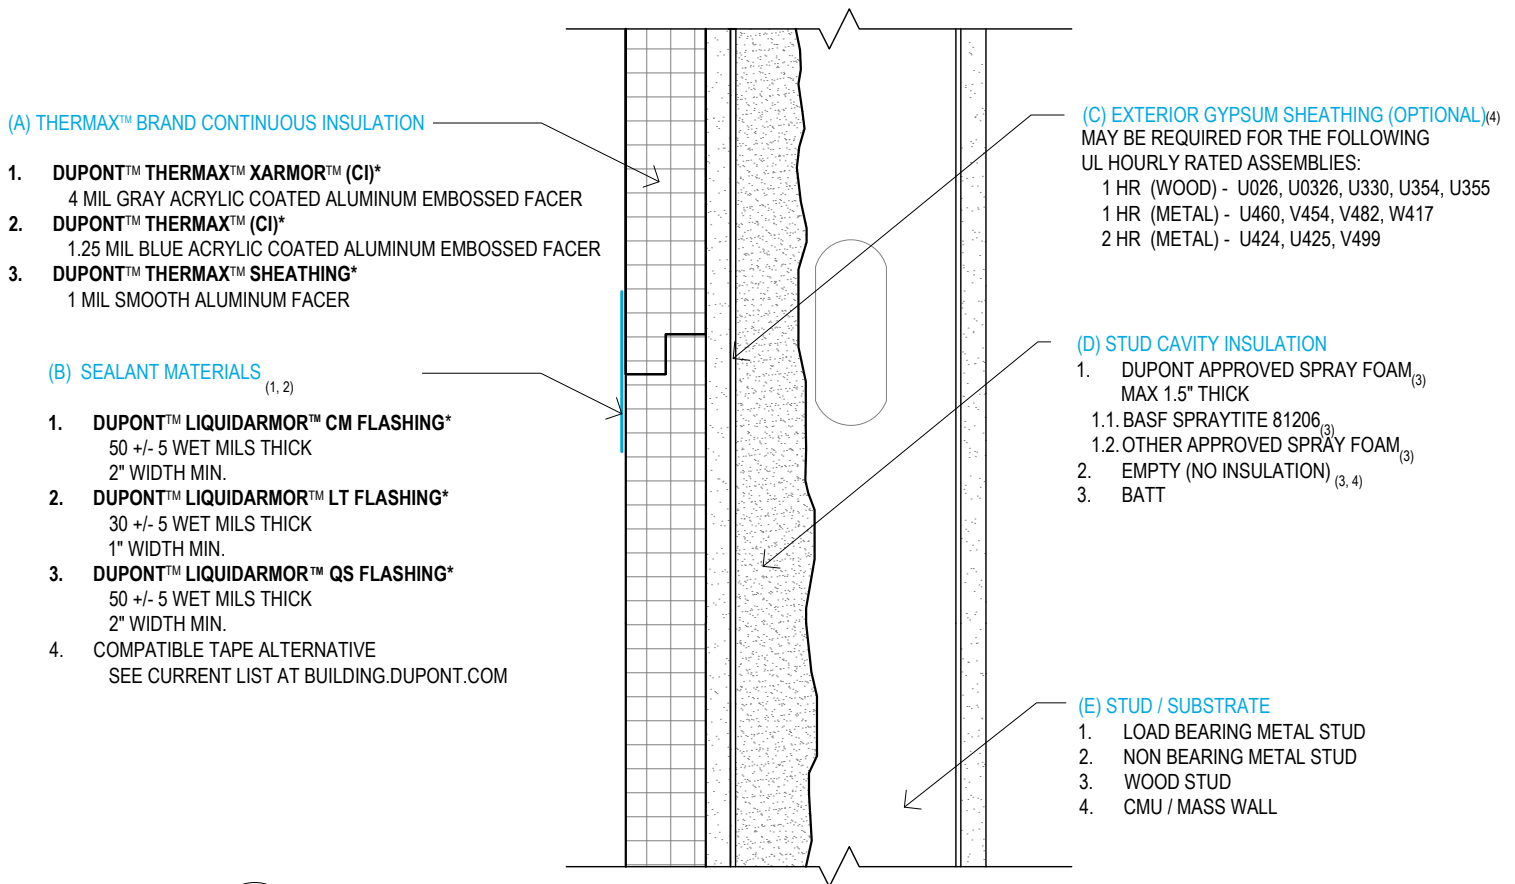 (A) THERMAX™ BRAND CONTINUOUS INSULATION
1. DUPONT™ THERMAX™ XARMOR™ (CI)*
4 MIL GRAY ACRYLIC COATED ALUMINUM EMBOSSED FACER
2. DUPONT™ THERMAX™ (CI)*
1.25 MIL BLUE ACRYLIC COATED ALUMINUM EMBOSSED FACER
3. DUPONT™ THERMAX™ SHEATHING*
1 MIL SMOOTH ALUMINUM FACER
(B) SEALANT MATERIALS (1, 2)
1. DUPONT™ LIQUIDARMOR™ CM FLASHING*
50 +/- 5 WET MILS THICK
2" WIDTH MIN.
2. DUPONT™ LIQUIDARMOR™ LT FLASHING*
30 +/- 5 WET MILS THICK
1" WIDTH MIN.
3. DUPONT™ LIQUIDARMOR™ QS FLASHING*
50 +/- 5 WET MILS THICK
2" WIDTH MIN.
4. COMPATIBLE TAPE ALTERNATIVE
SEE CURRENT LIST AT BUILDING.DUPONT.COM
(C) EXTERIOR GYPSUM SHEATHING (OPTIONAL)(4)
MAY BE REQUIRED FOR THE FOLLOWING
UL HOURLY RATED ASSEMBLIES:
1 HR (WOOD) - U026, U0326, U330, U354, U355
1 HR (METAL) - U460, V454, V482, W417
2 HR (METAL) - U424, U425, V499
(D) STUD CAVITY INSULATION
1. DUPONT APPROVED SPRAY FOAM(3)
MAX 1.5" THICK
1.1. BASF SPRAYTITE 81206(3)
1.2. OTHER APPROVED SPRAY FOAM(3)
2. EMPTY (NO INSULATION) (3, 4)
3. BATT
(E) STUD / SUBSTRATE
1. LOAD BEARING METAL STUD
2. NON BEARING METAL STUD
3. WOOD STUD
4. CMU / MASS WALL